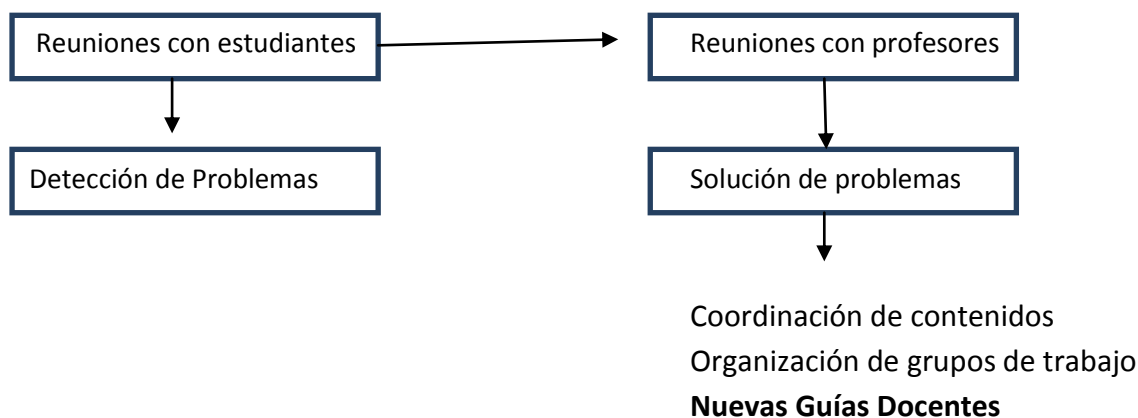 Reuniones con estudiantes
Reuniones con profesores
Detección de Problemas
Solución de problemas
Coordinación de contenidos
Organización de grupos de trabajo
Nuevas Guías Docentes